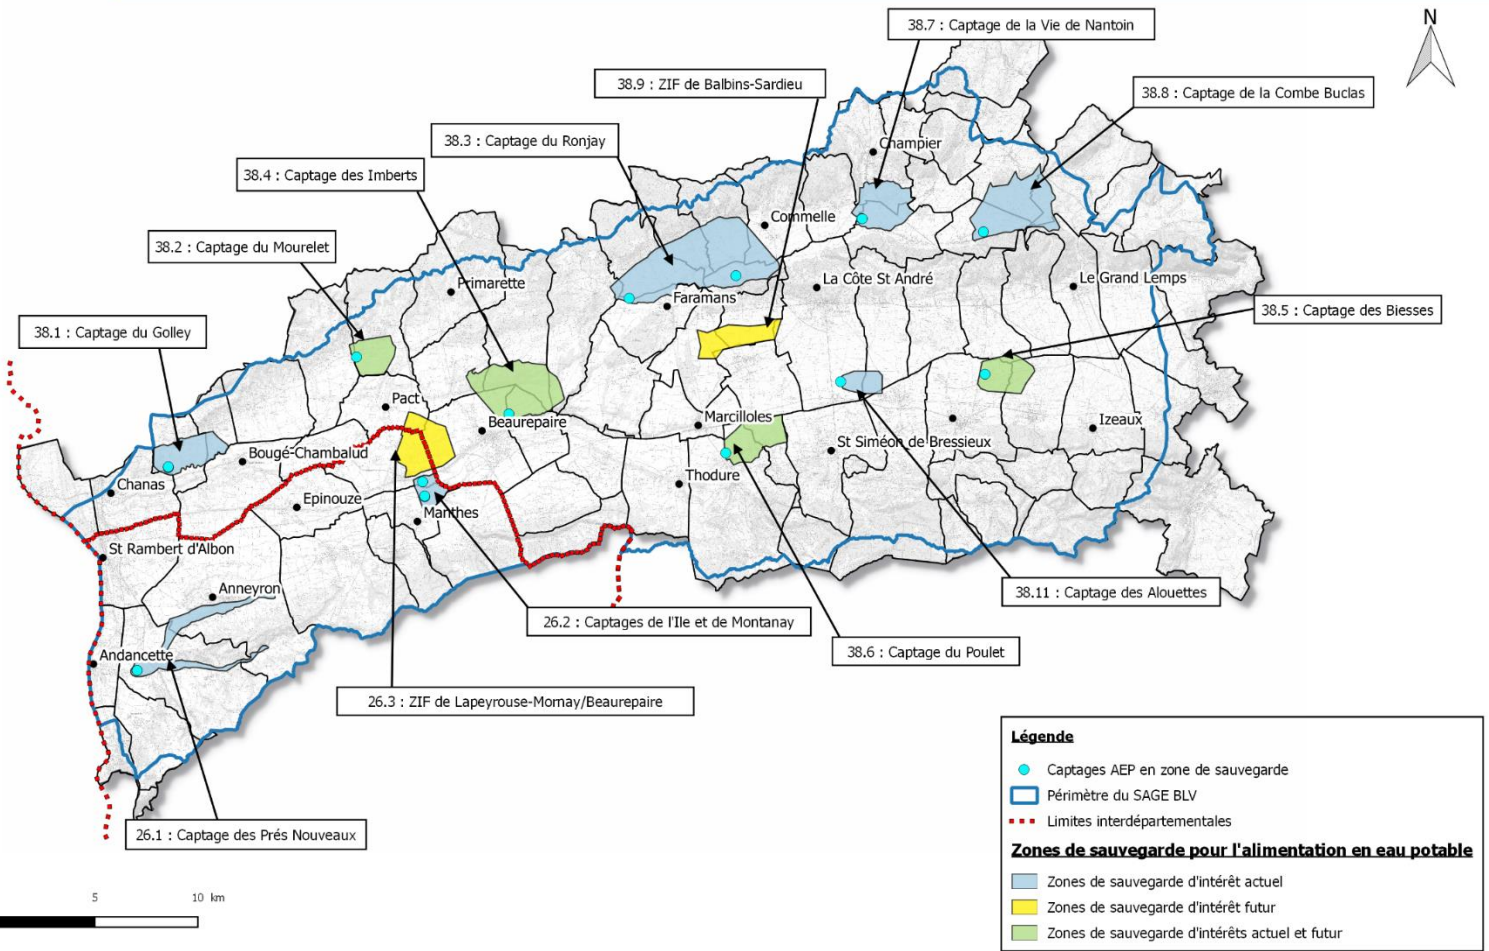 38.7 : Captage de la Vie de Nantoin
N
38.9 : ZIF de Balbins-Sardieu
38.8 : Captage de la Combe Buclas
38.3 : Captage du Ronjay
Champier
38.4 : Captage des Imberts
Commelle
38.2 : Captage du Mourelet
Primarette
La Côte St André
Le Grand Lemps
Faramans
38.5 : Captage des Biesses
38.1 : Captage du Golley
Pact
Beaurepaire
Marcilloles
Izeaux
St Siméon de Bressieux
Bougé-Chambalud
Thodure
Chanas
Epinouze
Manthes
St Rambert d'Albon
Anneyron
38.11 : Captage des Alouettes
26.2 : Captages de l'Ile et de Montanay
38.6 : Captage du Poulet
Andancette
26.3 : ZIF de Lapeyrouse-Mornay/Beaurepaire
26.1 : Captage des Prés Nouveaux
5
10 km
Légende
Captages AEP en zone de sauvegarde
Périmètre du SAGE BLV
Limites interdépartementales
Zones de sauvegarde pour l'alimentation en eau potable
Zones de sauvegarde d'intérêt actuel
Zones de sauvegarde d'intérêt futur
Zones de sauvegarde d'intérêts actuel et futur